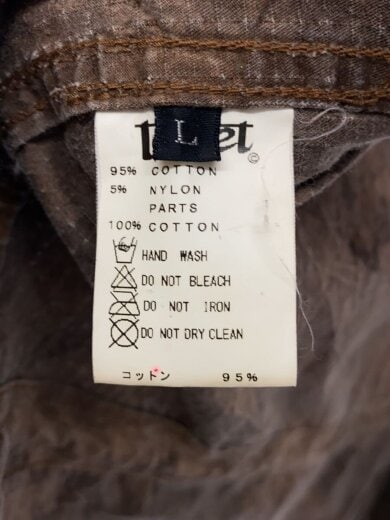 L
©
95% COTTON
5% NYLON
PARTS
100% COTTON
HAND WASH
DO NOT BLEACH
DO NOT IRON
DO NOT DRY CLEAN
コットン 95%